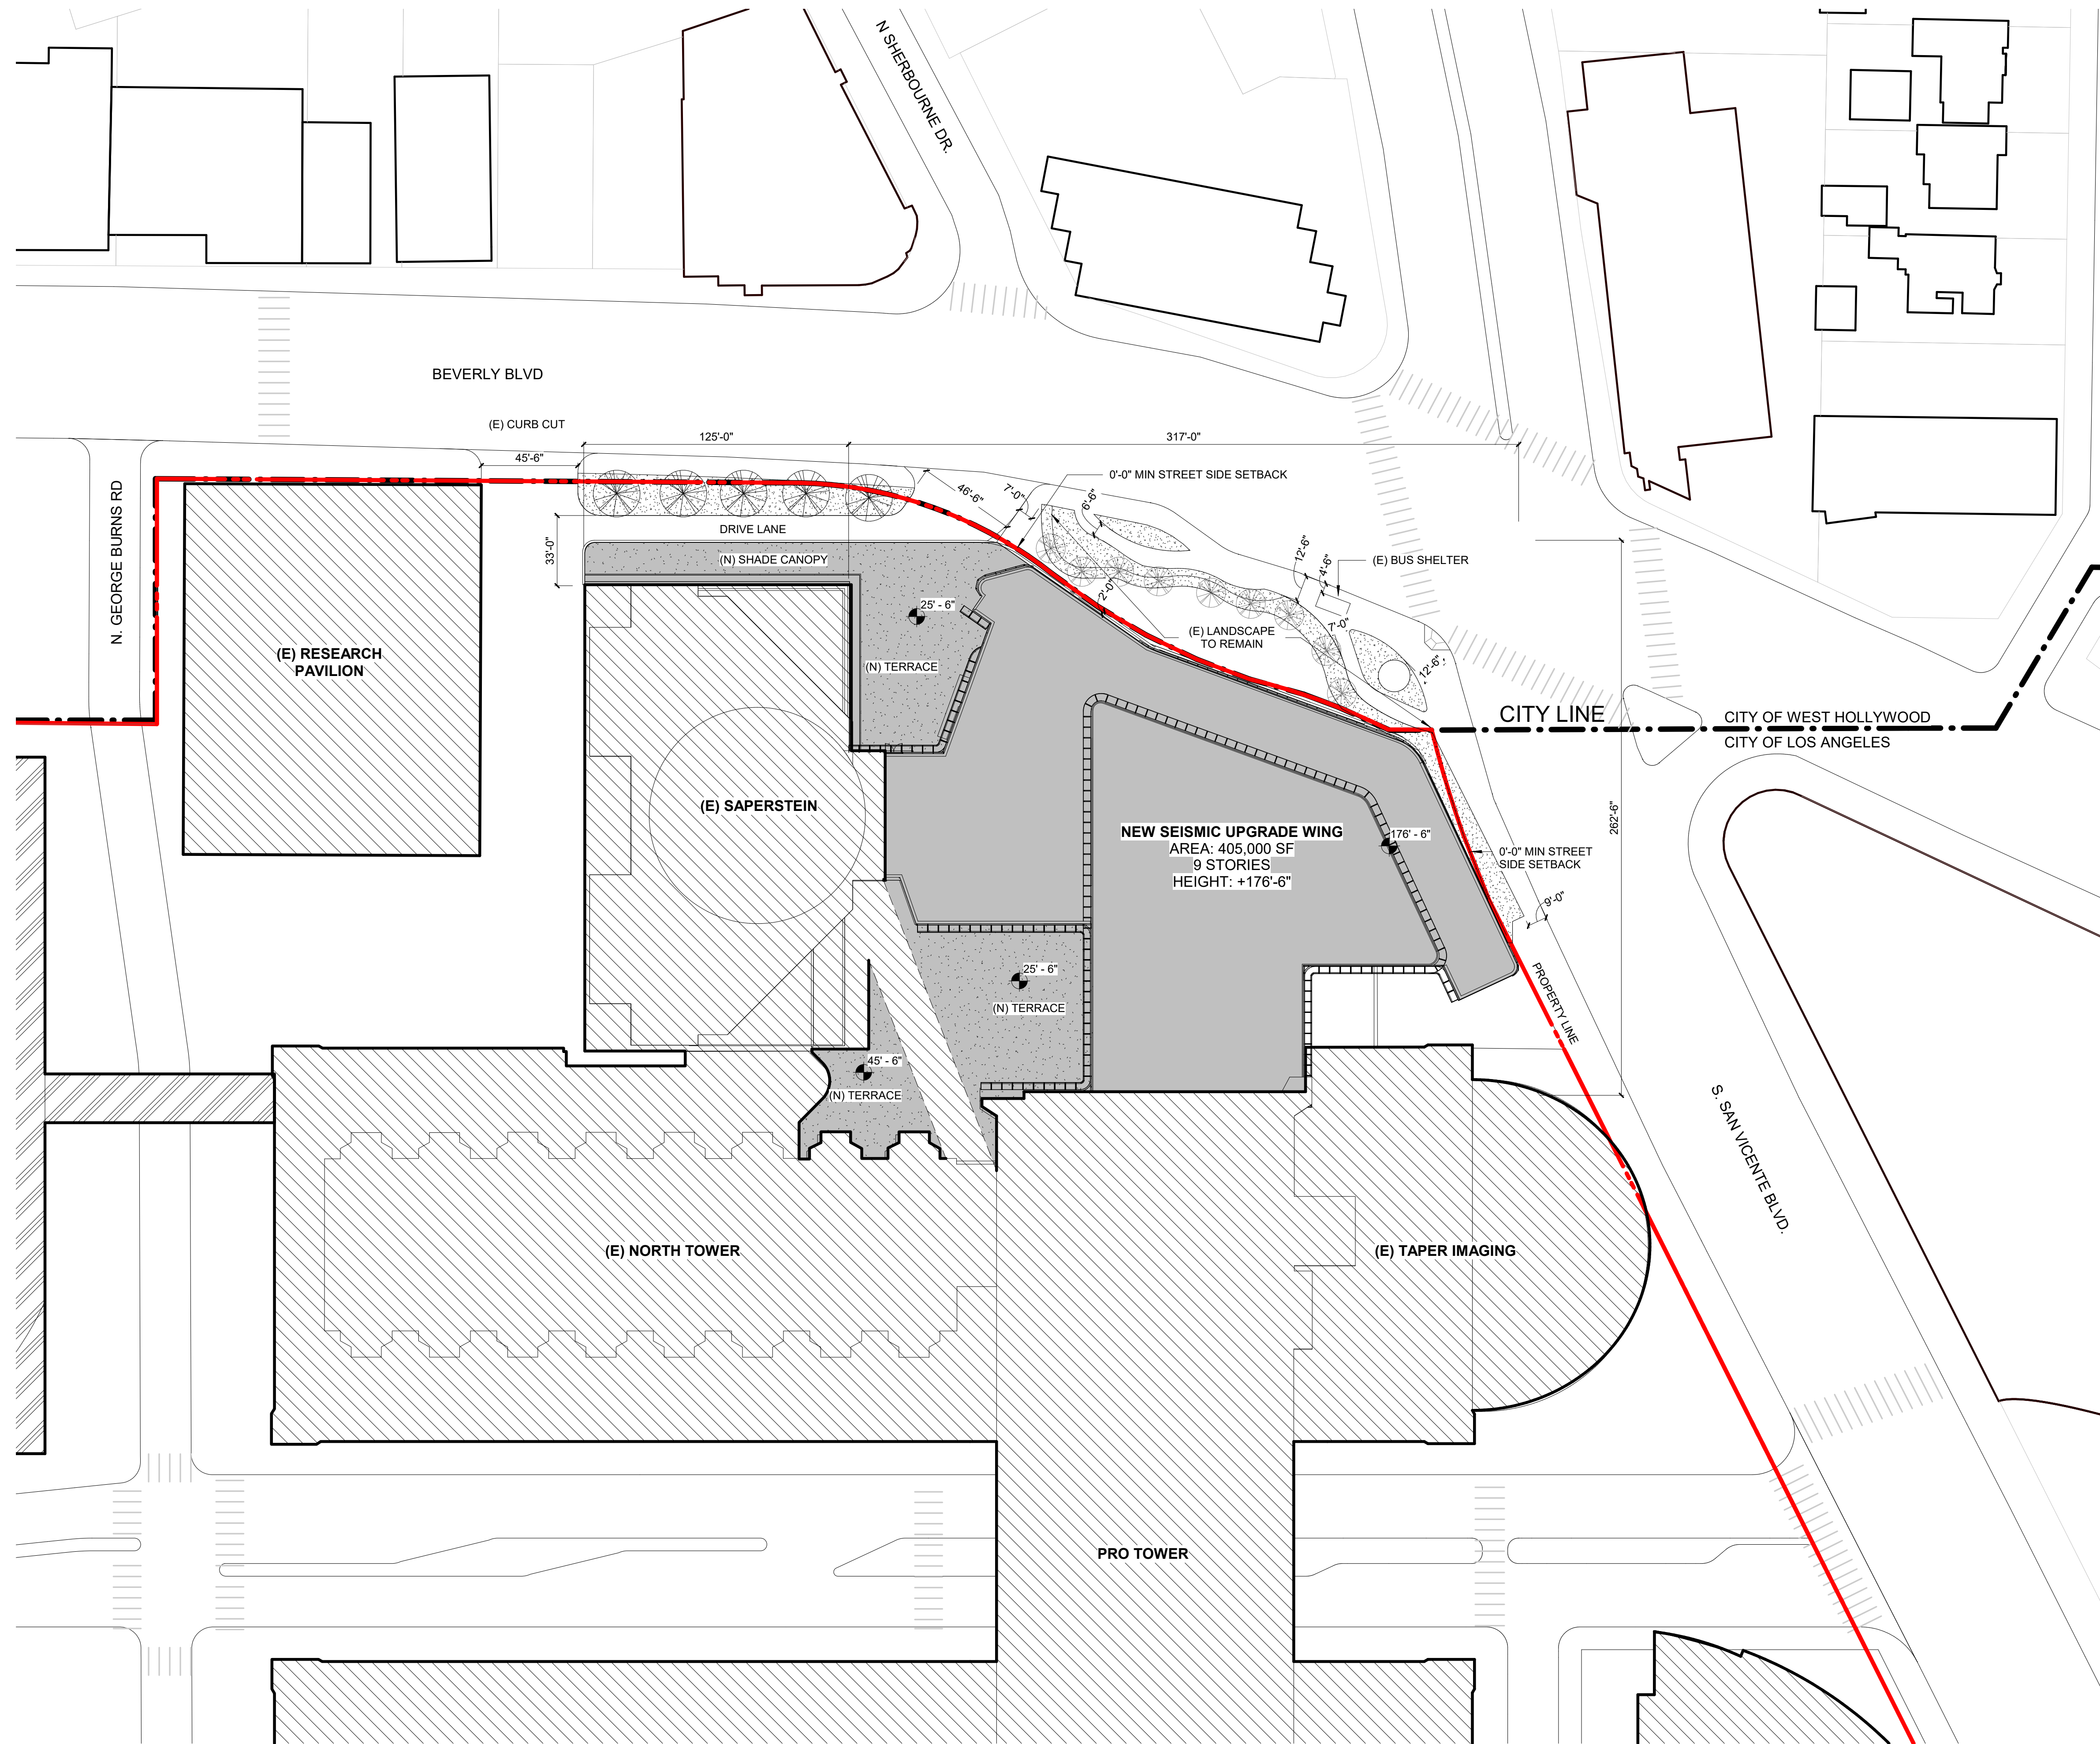 N SHERBOURNE DR.
BEVERLY BLVD
(E) CURB CUT
125'-0"
317'-0"
45'-6"
0'-0" MIN STREET SIDE SETBACK
46'-6"
7'-0"
6'-6"
N. GEORGE BURNS RD
DRIVE LANE
33'-0"
(N) SHADE CANOPY
12'-6"
4'-6"
(E) BUS SHELTER
2'-0"
25' - 6"
7'-0"
(E) LANDSCAPE
TO REMAIN
(E) RESEARCH
PAVILION
(N) TERRACE
12'-6"
CITY LINE
CITY OF WEST HOLLYWOOD
CITY OF LOS ANGELES
(E) SAPERSTEIN
262'-6"
NEW SEISMIC UPGRADE WING
AREA: 405,000 SF
9 STORIES
HEIGHT: +176'-6"
176' - 6"
0'-0" MIN STREET
SIDE SETBACK
9'-0"
25' - 6"
(N) TERRACE
PROPERTY LINE
45' - 6"
(N) TERRACE
S. SAN VICENTE BLVD.
(E) NORTH TOWER
(E) TAPER IMAGING
PRO TOWER